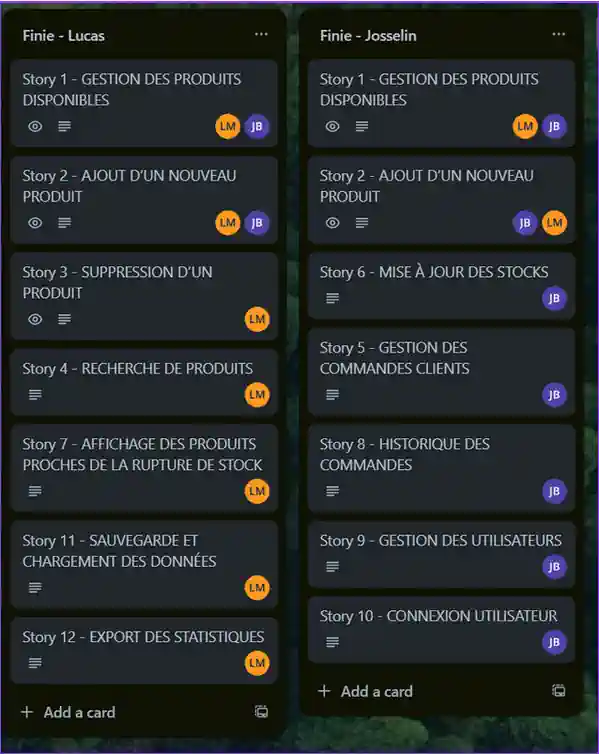 Finie - Lucas
Story 1 - GESTION DES PRODUITS
DISPONIBLES
LM JB
Story 2 - AJOUT D'UN NOUVEAU
PRODUIT
LM JB
Story 3 - SUPPRESSION D'UN
PRODUIT
LM
Story 4 - RECHERCHE DE PRODUITS
LM
Story 7 - AFFICHAGE DES PRODUITS
PROCHES DE LA RUPTURE DE STOCK
LM
Story 11 - SAUVEGARDE ET
CHARGEMENT DES DONNÉES
LM
Story 12 - EXPORT DES STATISTIQUES
LM
+ Add a card
Finie - Josselin
Story 1 - GESTION DES PRODUITS
DISPONIBLES
LM JB
Story 2 - AJOUT D'UN NOUVEAU
PRODUIT
JB LM
Story 6 - MISE À JOUR DES STOCKS
JB
Story 5 - GESTION DES
COMMANDES CLIENTS
JB
Story 8 - HISTORIQUE DES
COMMANDES
JB
Story 9 - GESTION DES UTILISATEURS
JB
Story 10 - CONNEXION UTILISATEUR
JB
+ Add a card